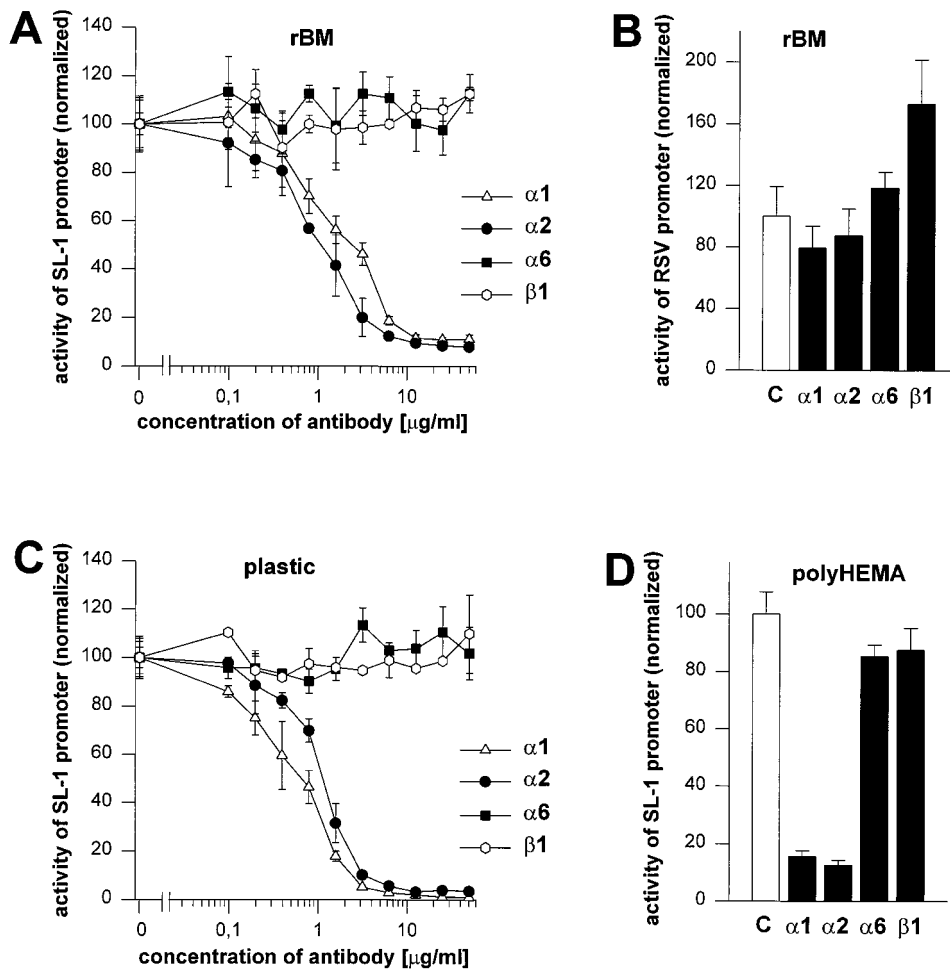 A
rBM
activity of SL-1 promoter (normalized)
140
120
100
80
60
40
20
0
0
0,1
1
10
concentration of antibody [μg/ml]
α1
α2
α6
β1
B
rBM
activity of RSV promoter (normalized)
200
160
120
80
40
0
C α1 α2 α6 β1
C
plastic
activity of SL-1 promoter (normalized)
140
120
100
80
60
40
20
0
0
0,1
1
10
concentration of antibody [μg/ml]
α1
α2
α6
β1
D
polyHEMA
activity of SL-1 promoter (normalized)
100
80
60
40
20
0
C α1 α2 α6 β1